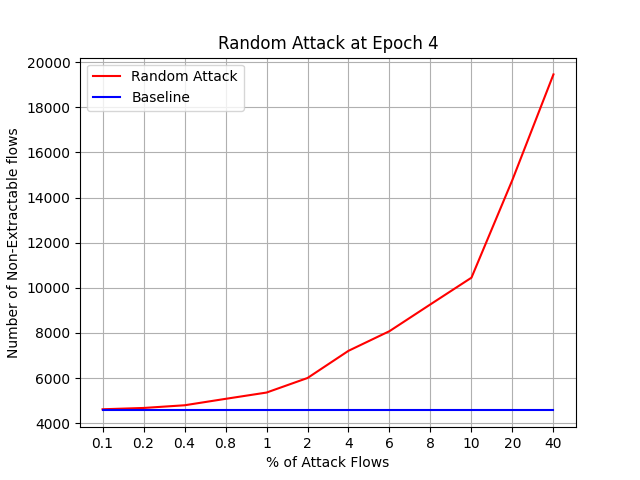 Random Attack at Epoch 4
Random Attack
Baseline
Number of Non-Extractable flows
20000
18000
16000
14000
12000
10000
8000
6000
4000
0.1 0.2 0.4 0.8 1 2 4 6 8 10 20 40
% of Attack Flows